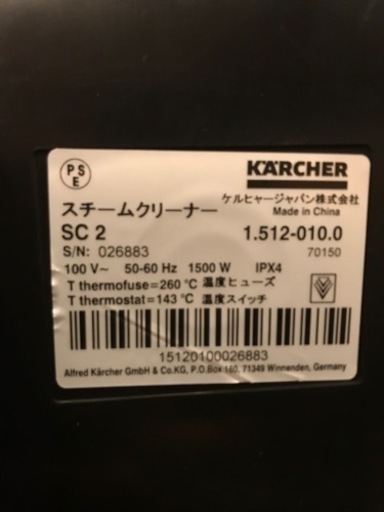 PSE
KÄRCHER
ケルヒャージャパン株式会社
Made in China
スチームクリーナー
SC 2
1.512-010.0
S/N: 026883
70150
100 V~ 50-60 Hz 1500 W IPX4
T thermofuse=260 ℃ 温度ヒューズ
T thermostat=143 ℃ 温度スイッチ
15120100026883
Alfred Kärcher GmbH & Co.KG, P.O.Box 160, 71349 Winnenden, Germany